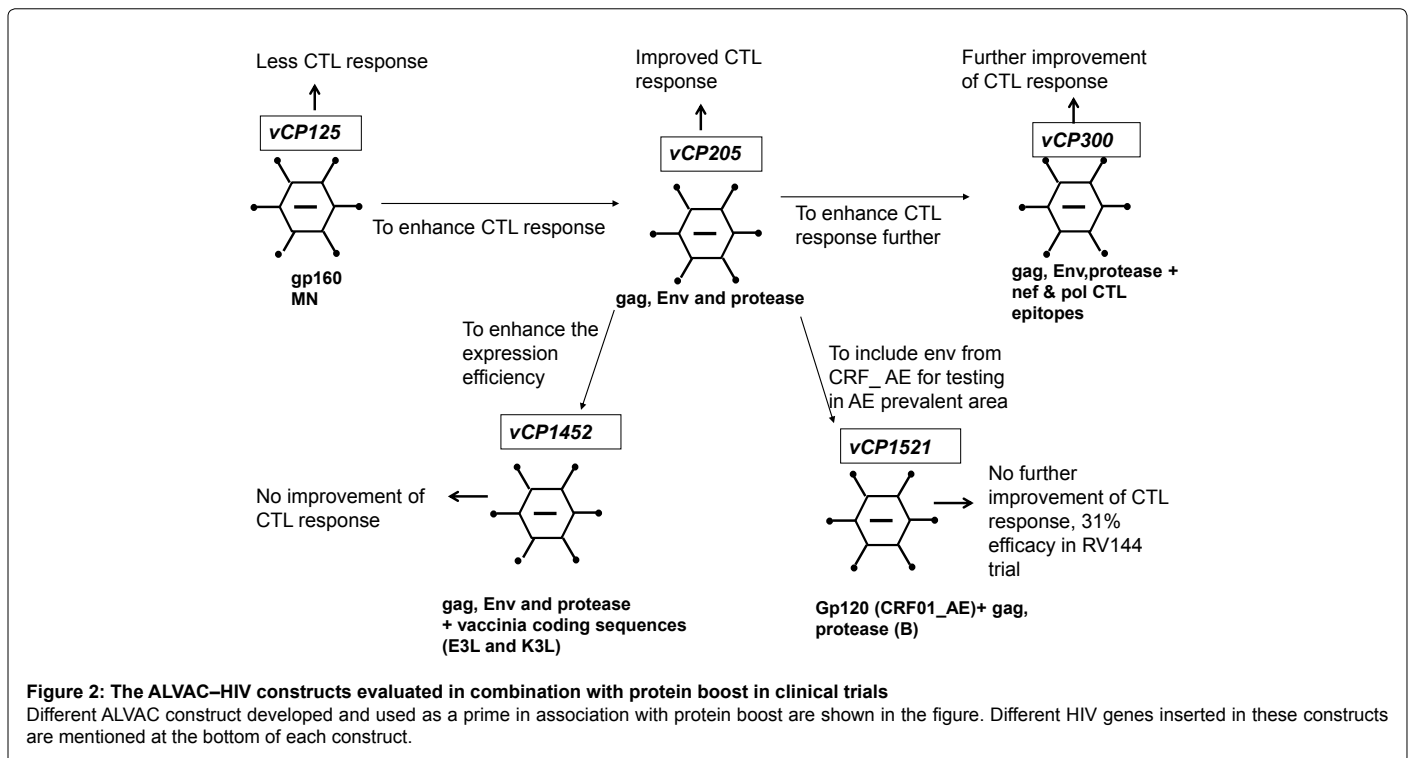 Less CTL response
vCP125
gp160
MN
To enhance CTL response
Improved CTL
response
vCP205
gag, Env and protease
To enhance CTL
response further
Further improvement
of CTL response
vCP300
gag, Env,protease +
nef & pol CTL
epitopes
To enhance the
expression
efficiency
vCP1452
No improvement of
CTL response
gag, Env and protease
+ vaccinia coding sequences
(E3L and K3L)
To include env from
CRF_ AE for testing
in AE prevalent area
vCP1521
No further
improvement of CTL
response, 31%
efficacy in RV144
trial
Gp120 (CRF01_AE)+ gag,
protease (B)
Figure 2: The ALVAC–HIV constructs evaluated in combination with protein boost in clinical trials
Different ALVAC construct developed and used as a prime in association with protein boost are shown in the figure. Different HIV genes inserted in these constructs
are mentioned at the bottom of each construct.